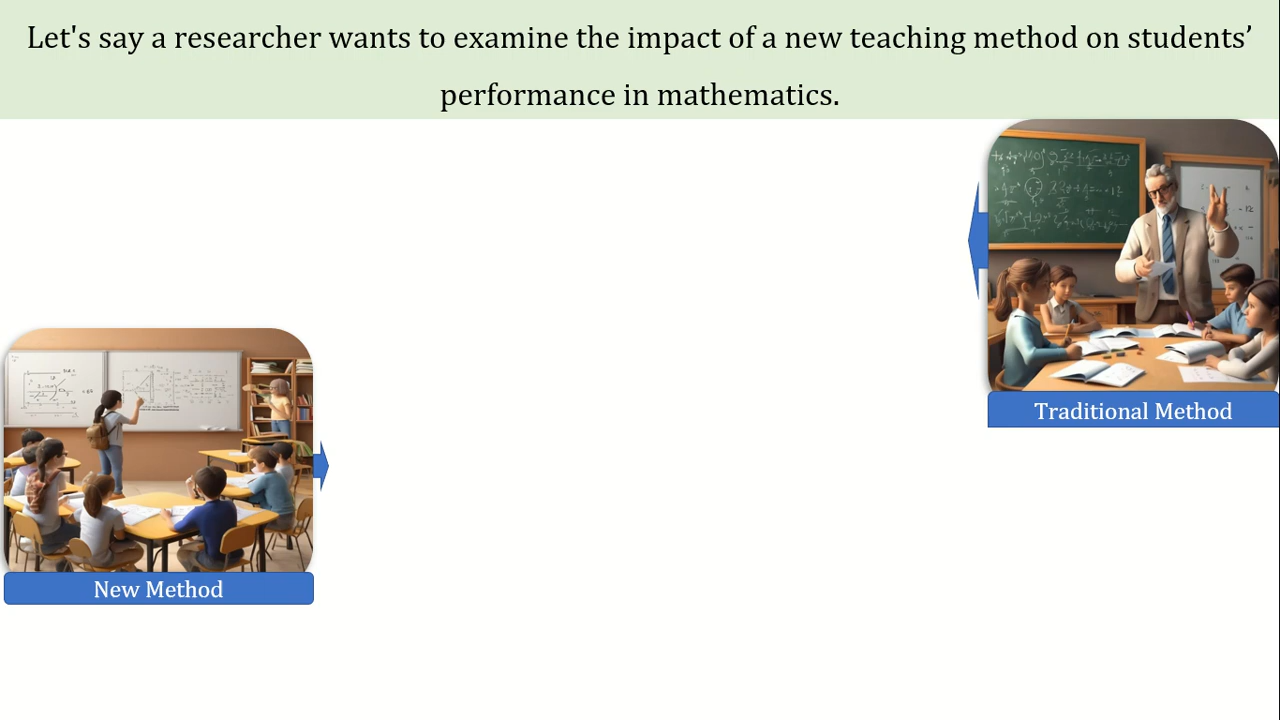 Let's say a researcher wants to examine the impact of a new teaching method on students’
performance in mathematics.
Traditional Method
New Method